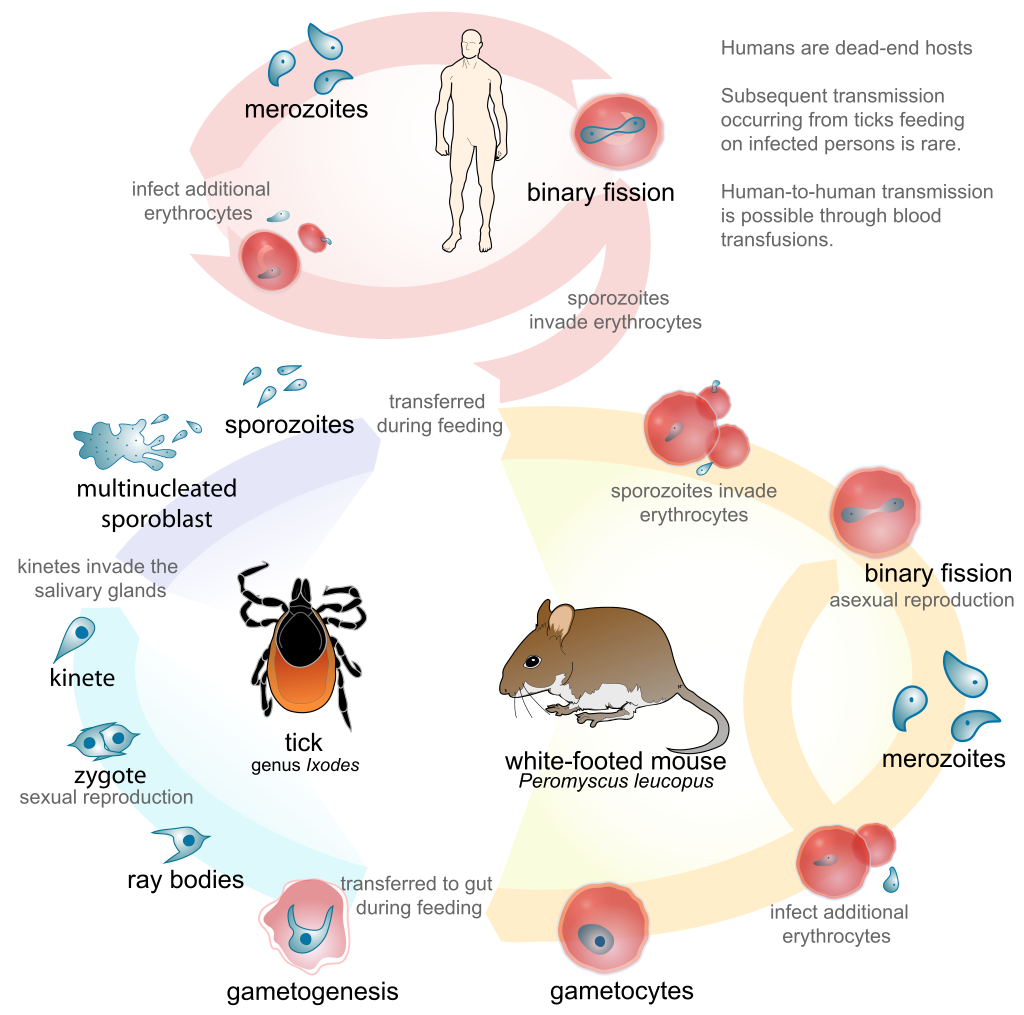 Humans are dead-end hosts
Subsequent transmission
occurring from ticks feeding
on infected persons is rare.
Human-to-human transmission
is possible through blood
transfusions.
merozoites
binary fission
infect additional
erythrocytes
sporozoites
invade erythrocytes
sporozoites
transferred
during feeding
multinucleated
sporoblast
sporozoites invade
erythrocytes
kinetes invade the
salivary glands
binary fission
asexual reproduction
kinete
merozoites
tick
genus Ixodes
white-footed mouse
Peromyscus leucopus
zygote
sexual reproduction
ray bodies
transferred to gut
during feeding
infect additional
erythrocytes
gametogenesis
gametocytes